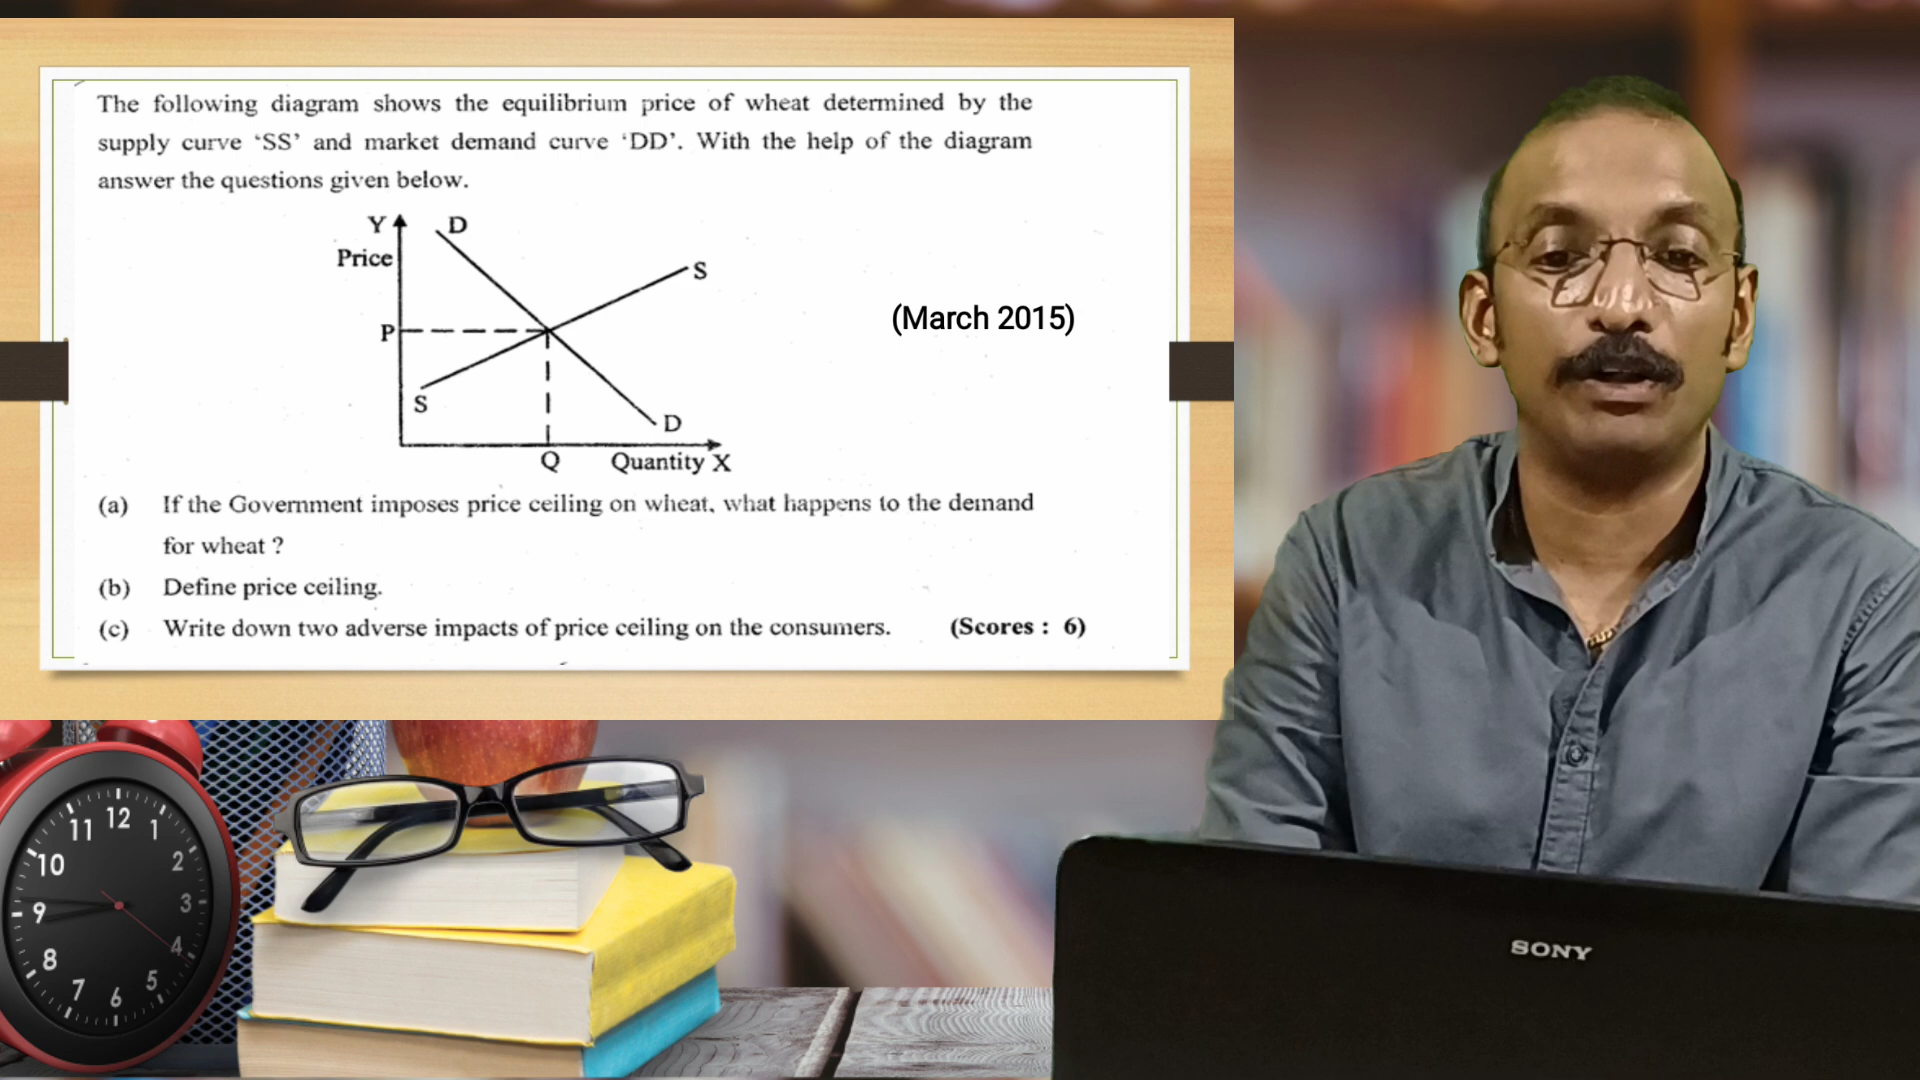 The following diagram shows the equilibrium price of wheat determined by the
supply curve ‘SS’ and market demand curve ‘DD’. With the help of the diagram
answer the questions given below.
Y
D
Price
S
(March 2015)
P
S
D
Q
Quantity X
(a) If the Government imposes price ceiling on wheat, what happens to the demand
for wheat ?
(b) Define price ceiling.
(c) Write down two adverse impacts of price ceiling on the consumers. (Scores : 6)
12
11
1
10
2
9
3
8
4
7
5
6
SONY